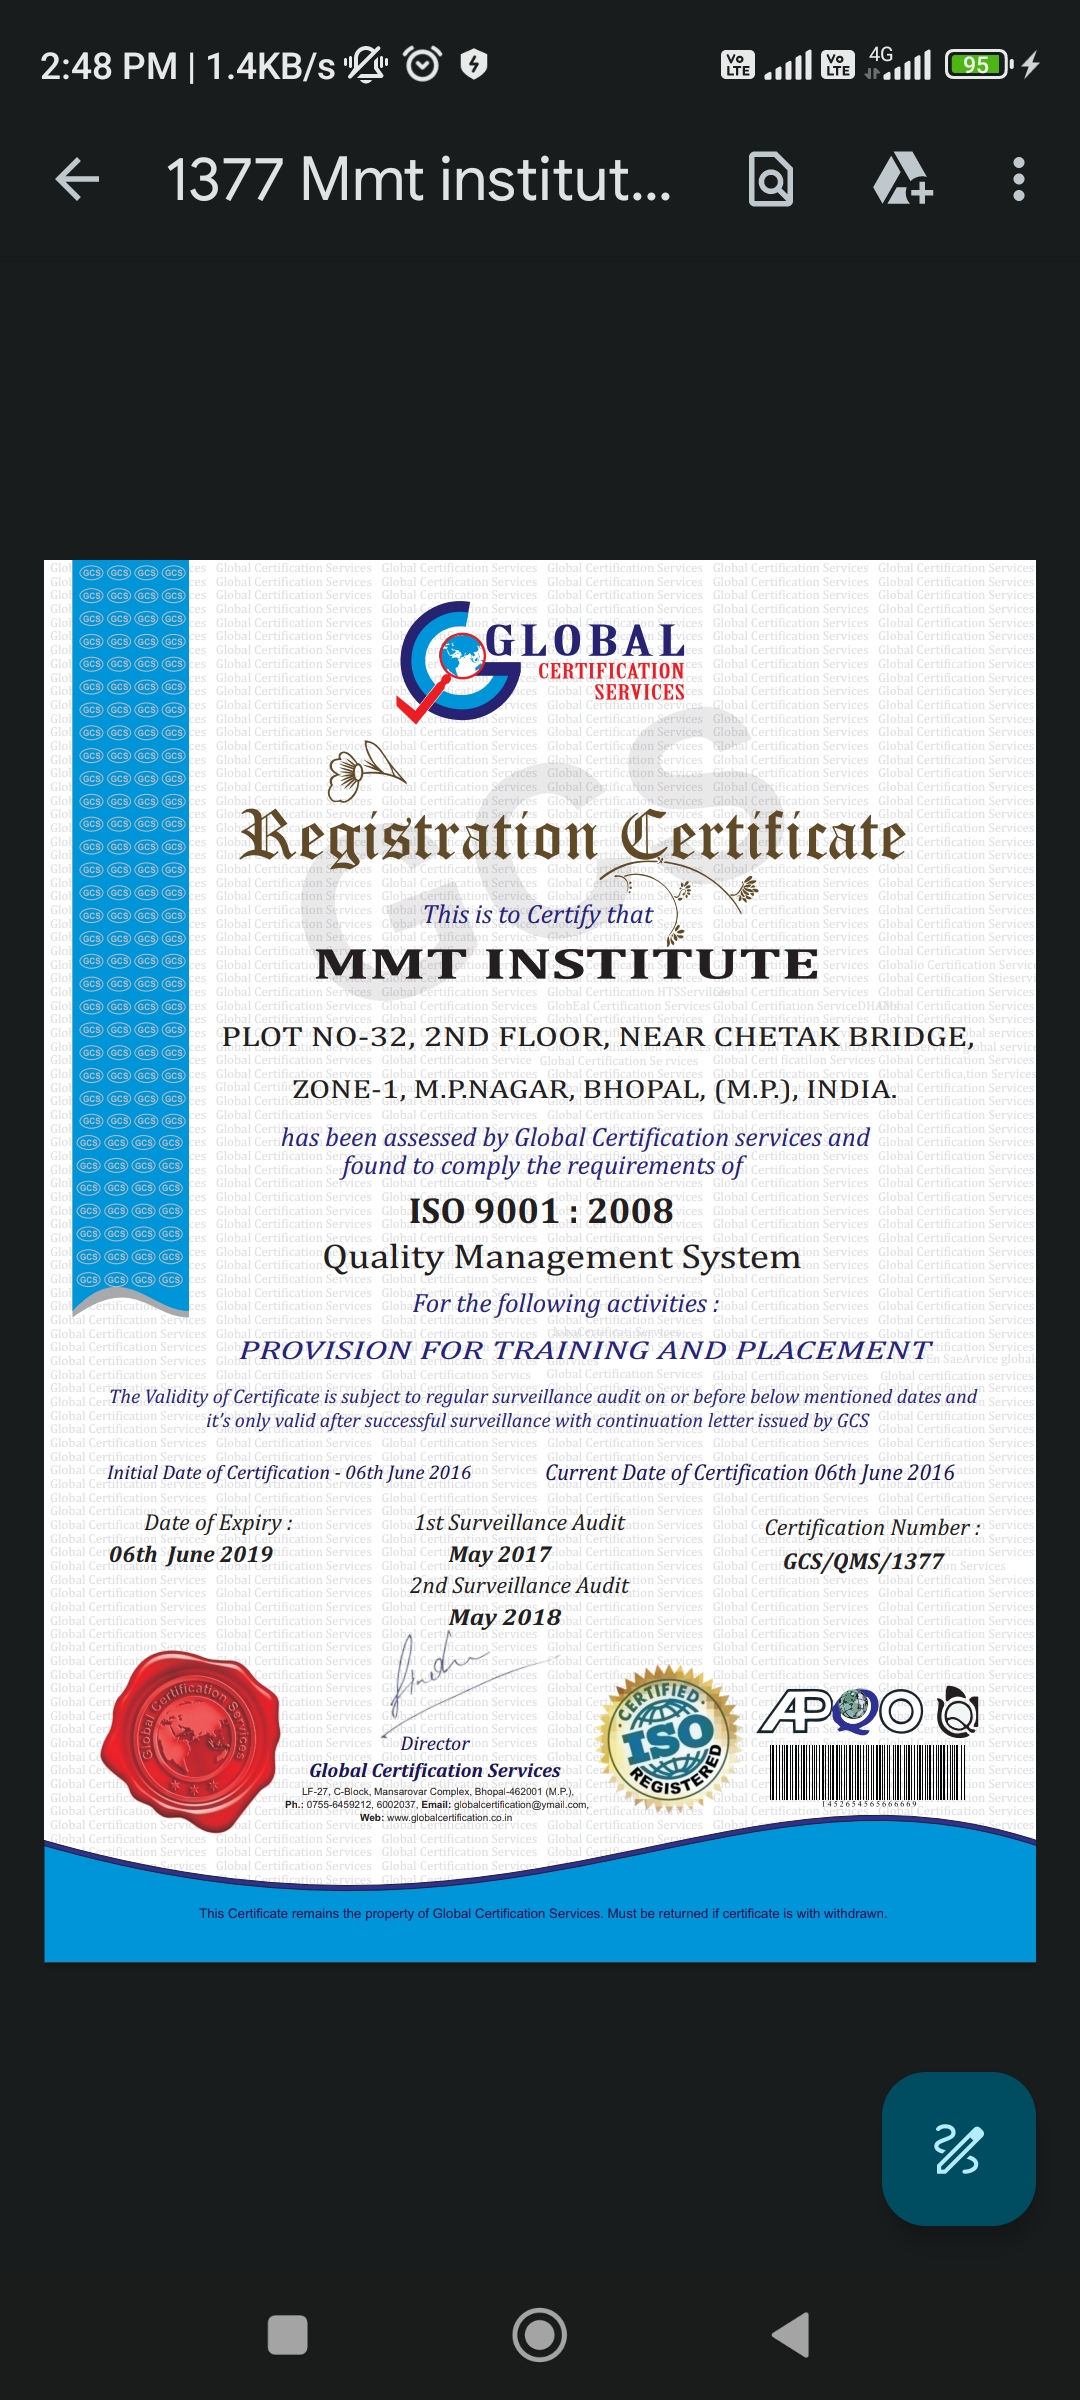 2:48 PM | 1.4KB/s
Vo LTE
Vo LTE
4G
95
1377 Mmt institut...
GLOBAL
CERTIFICATION
SERVICES
GCS
Registration Certificate
This is to Certify that
MMT INSTITUTE
PLOT NO-32, 2ND FLOOR, NEAR CHETAK BRIDGE,
ZONE-1, M.P.NAGAR, BHOPAL, (M.P.), INDIA.
has been assessed by Global Certification services and
found to comply the requirements of
ISO 9001 : 2008
Quality Management System
For the following activities :
PROVISION FOR TRAINING AND PLACEMENT
The Validity of Certificate is subject to regular surveillance audit on or before below mentioned dates and
it's only valid after successful surveillance with continuation letter issued by GCS
Initial Date of Certification - 06th June 2016
Current Date of Certification 06th June 2016
Date of Expiry :
06th June 2019
1st Surveillance Audit
May 2017
2nd Surveillance Audit
May 2018
Certification Number :
GCS/QMS/1377
Global Certification Services
Director
Global Certification Services
LF-27, C-Block, Mansarovar Complex, Bhopal-462001 (M.P.),
Ph.: 0755-6459212, 6002037, Email: globalcertification@ymail.com,
Web: www.globalcertification.co.in
CERTIFIED
ISO
REGISTERED
APQO
This Certificate remains the property of Global Certification Services. Must be returned if certificate is with withdrawn.